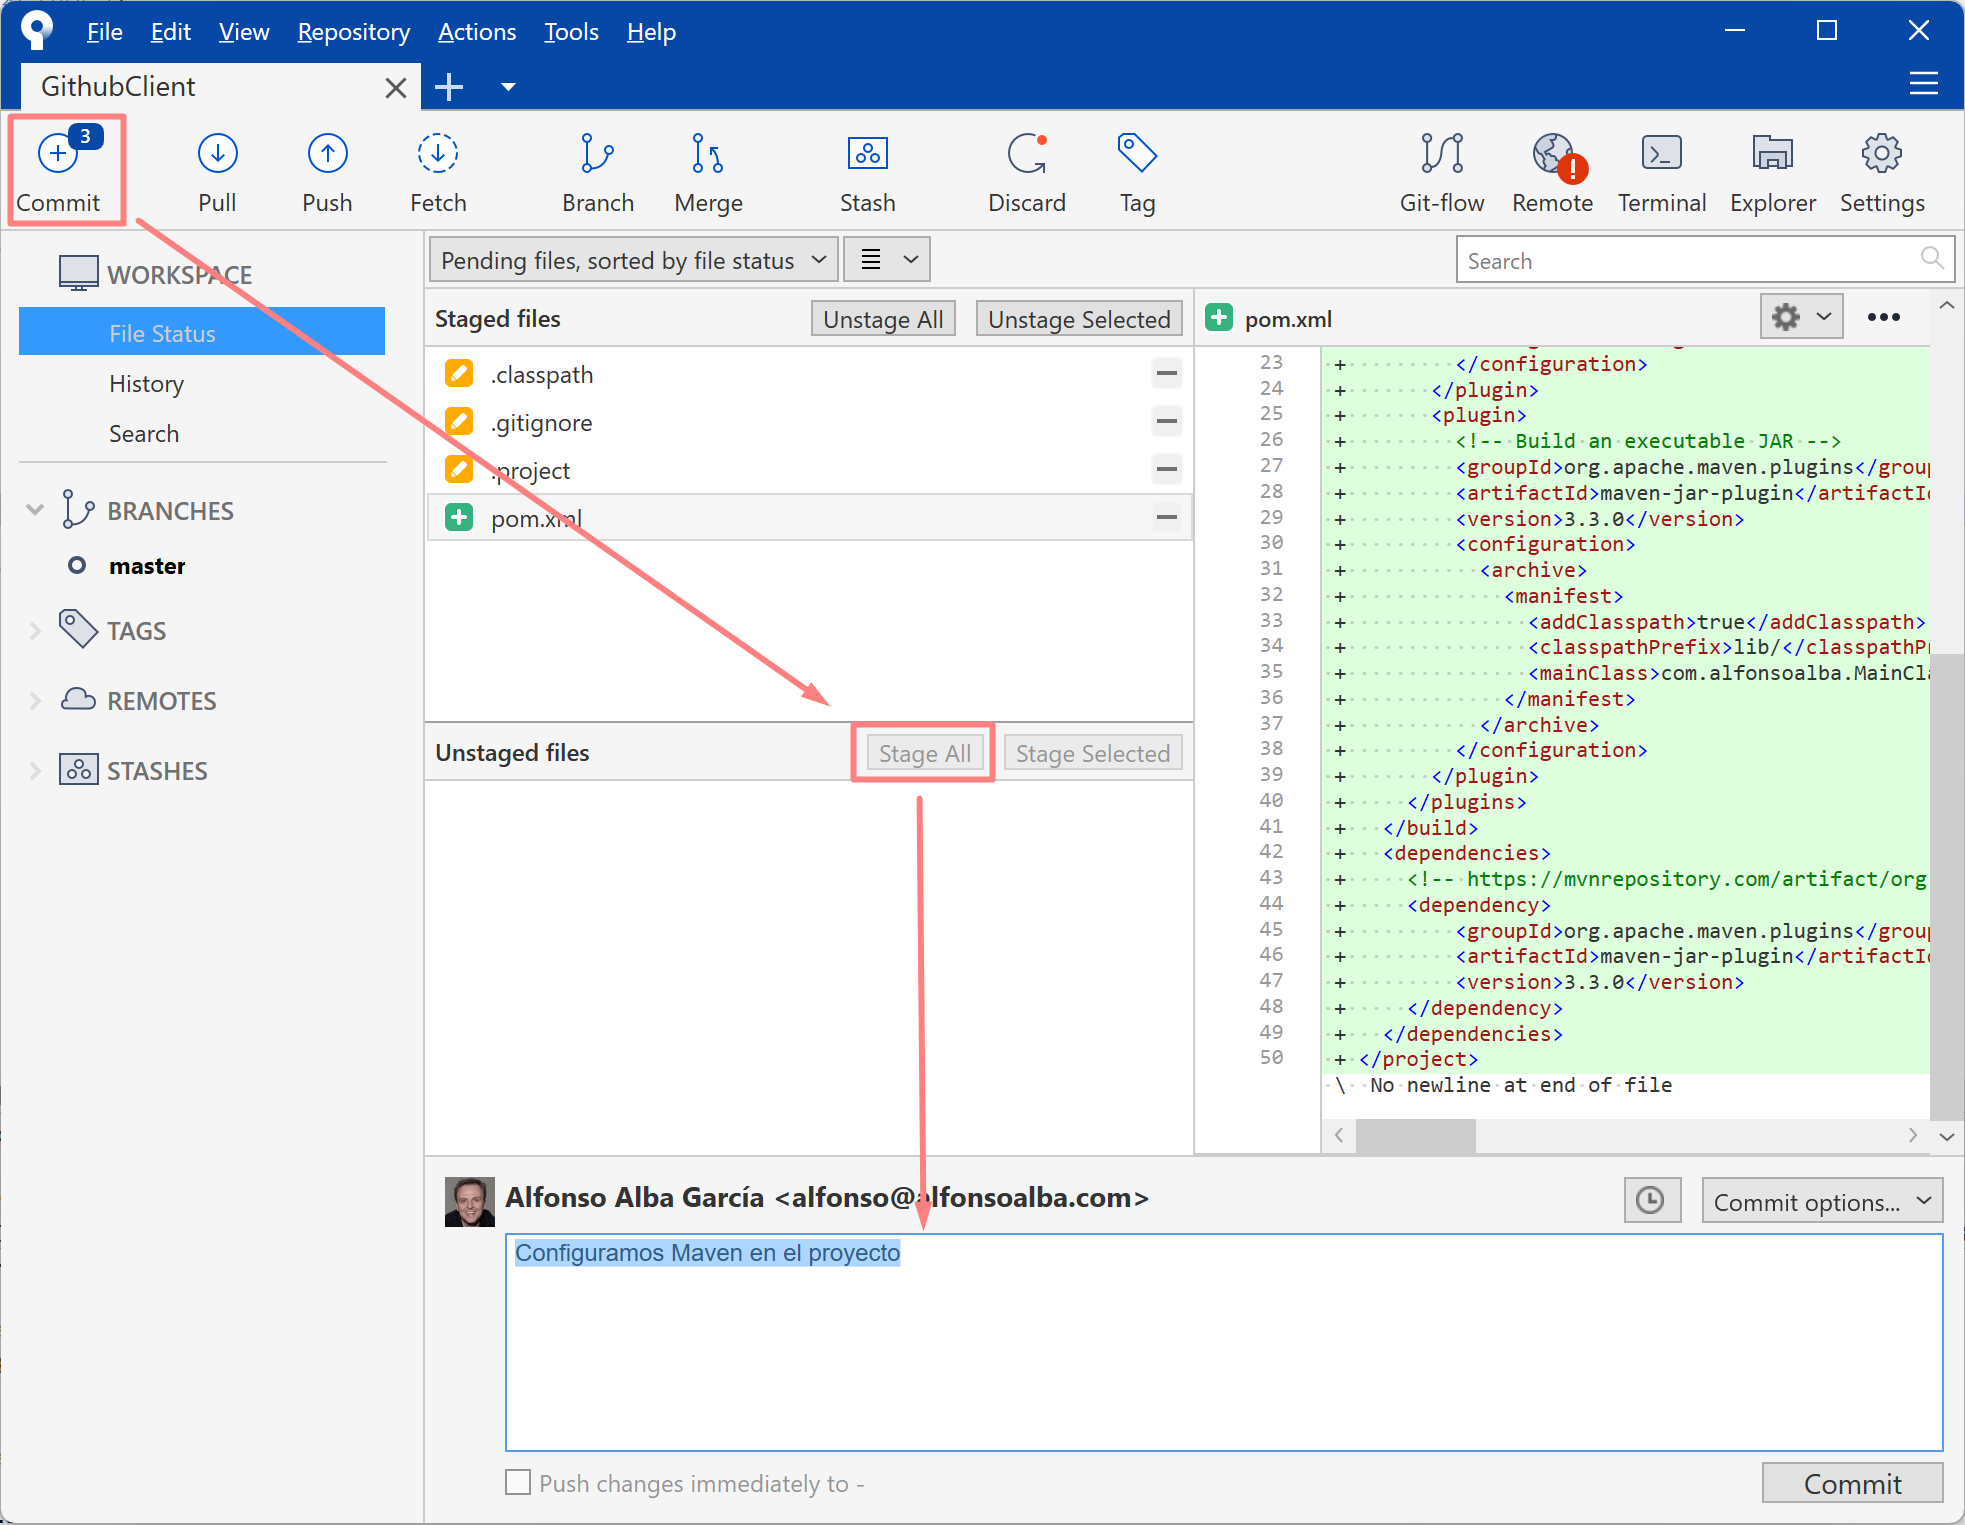 File Edit View Repository Actions Tools Help
GithubClient
3
Commit Pull Push Fetch Branch Merge Stash Discard Tag Git-flow Remote Terminal Explorer Settings
WORKSPACE
File Status
History
Search
BRANCHES
master
TAGS
REMOTES
STASHES
Pending files, sorted by file status
Search
Staged files Unstage All Unstage Selected
.classpath
.gitignore
.project
pom.xml
Unstaged files Stage All Stage Selected
pom.xml
23 + </configuration>
24 + </plugin>
25 + <plugin>
26 + <!-- Build an executable JAR -->
27 + <groupId>org.apache.maven.plugins</grou
28 + <artifactId>maven-jar-plugin</artifactI
29 + <version>3.3.0</version>
30 + <configuration>
31 + <archive>
32 + <manifest>
33 + <addClasspath>true</addClasspath>
34 + <classpathPrefix>lib/</classpathP
35 + <mainClass>com.alfonsoalba.MainCl
36 + </manifest>
37 + </archive>
38 + </configuration>
39 + </plugin>
40 + </plugins>
41 + </build>
42 + <dependencies>
43 + <!-- https://mvnrepository.com/artifact/org
44 + <dependency>
45 + <groupId>org.apache.maven.plugins</grou
46 + <artifactId>maven-jar-plugin</artifactI
47 + <version>3.3.0</version>
48 + </dependency>
49 + </dependencies>
50 + </project>
\ No newline at end of file
Alfonso Alba García <alfonso@alfonsoalba.com>
Commit options...
Configuramos Maven en el proyecto
Push changes immediately to -
Commit